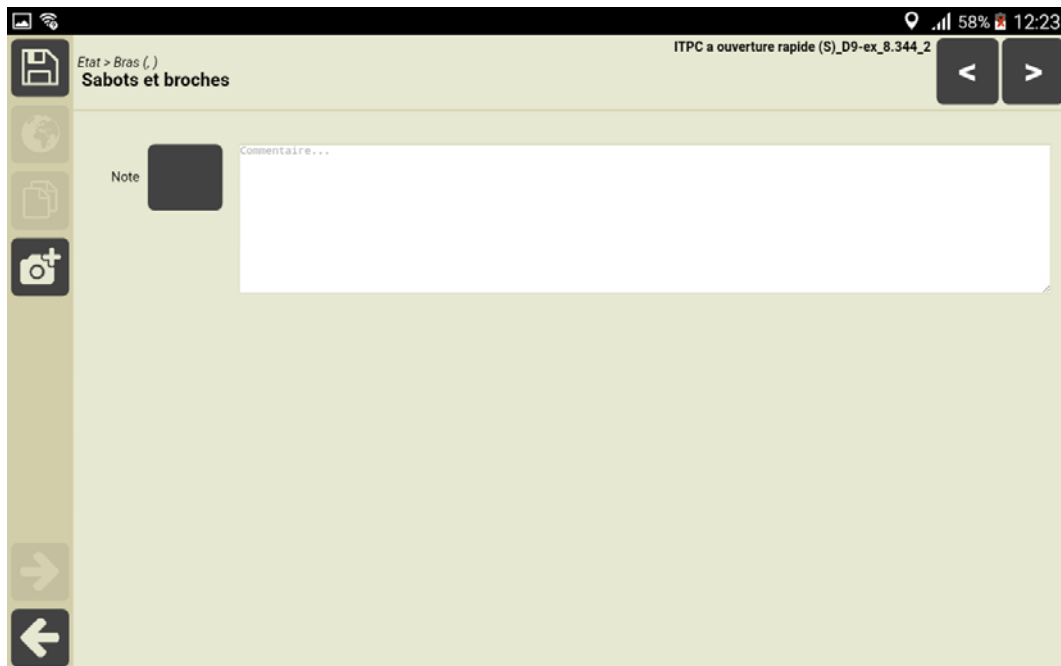 58% 12:23
Etat > Bras (, )
Sabots et broches
ITPC a ouverture rapide (S)_D9-ex_8.344_2
< >
Note
Commentaire...